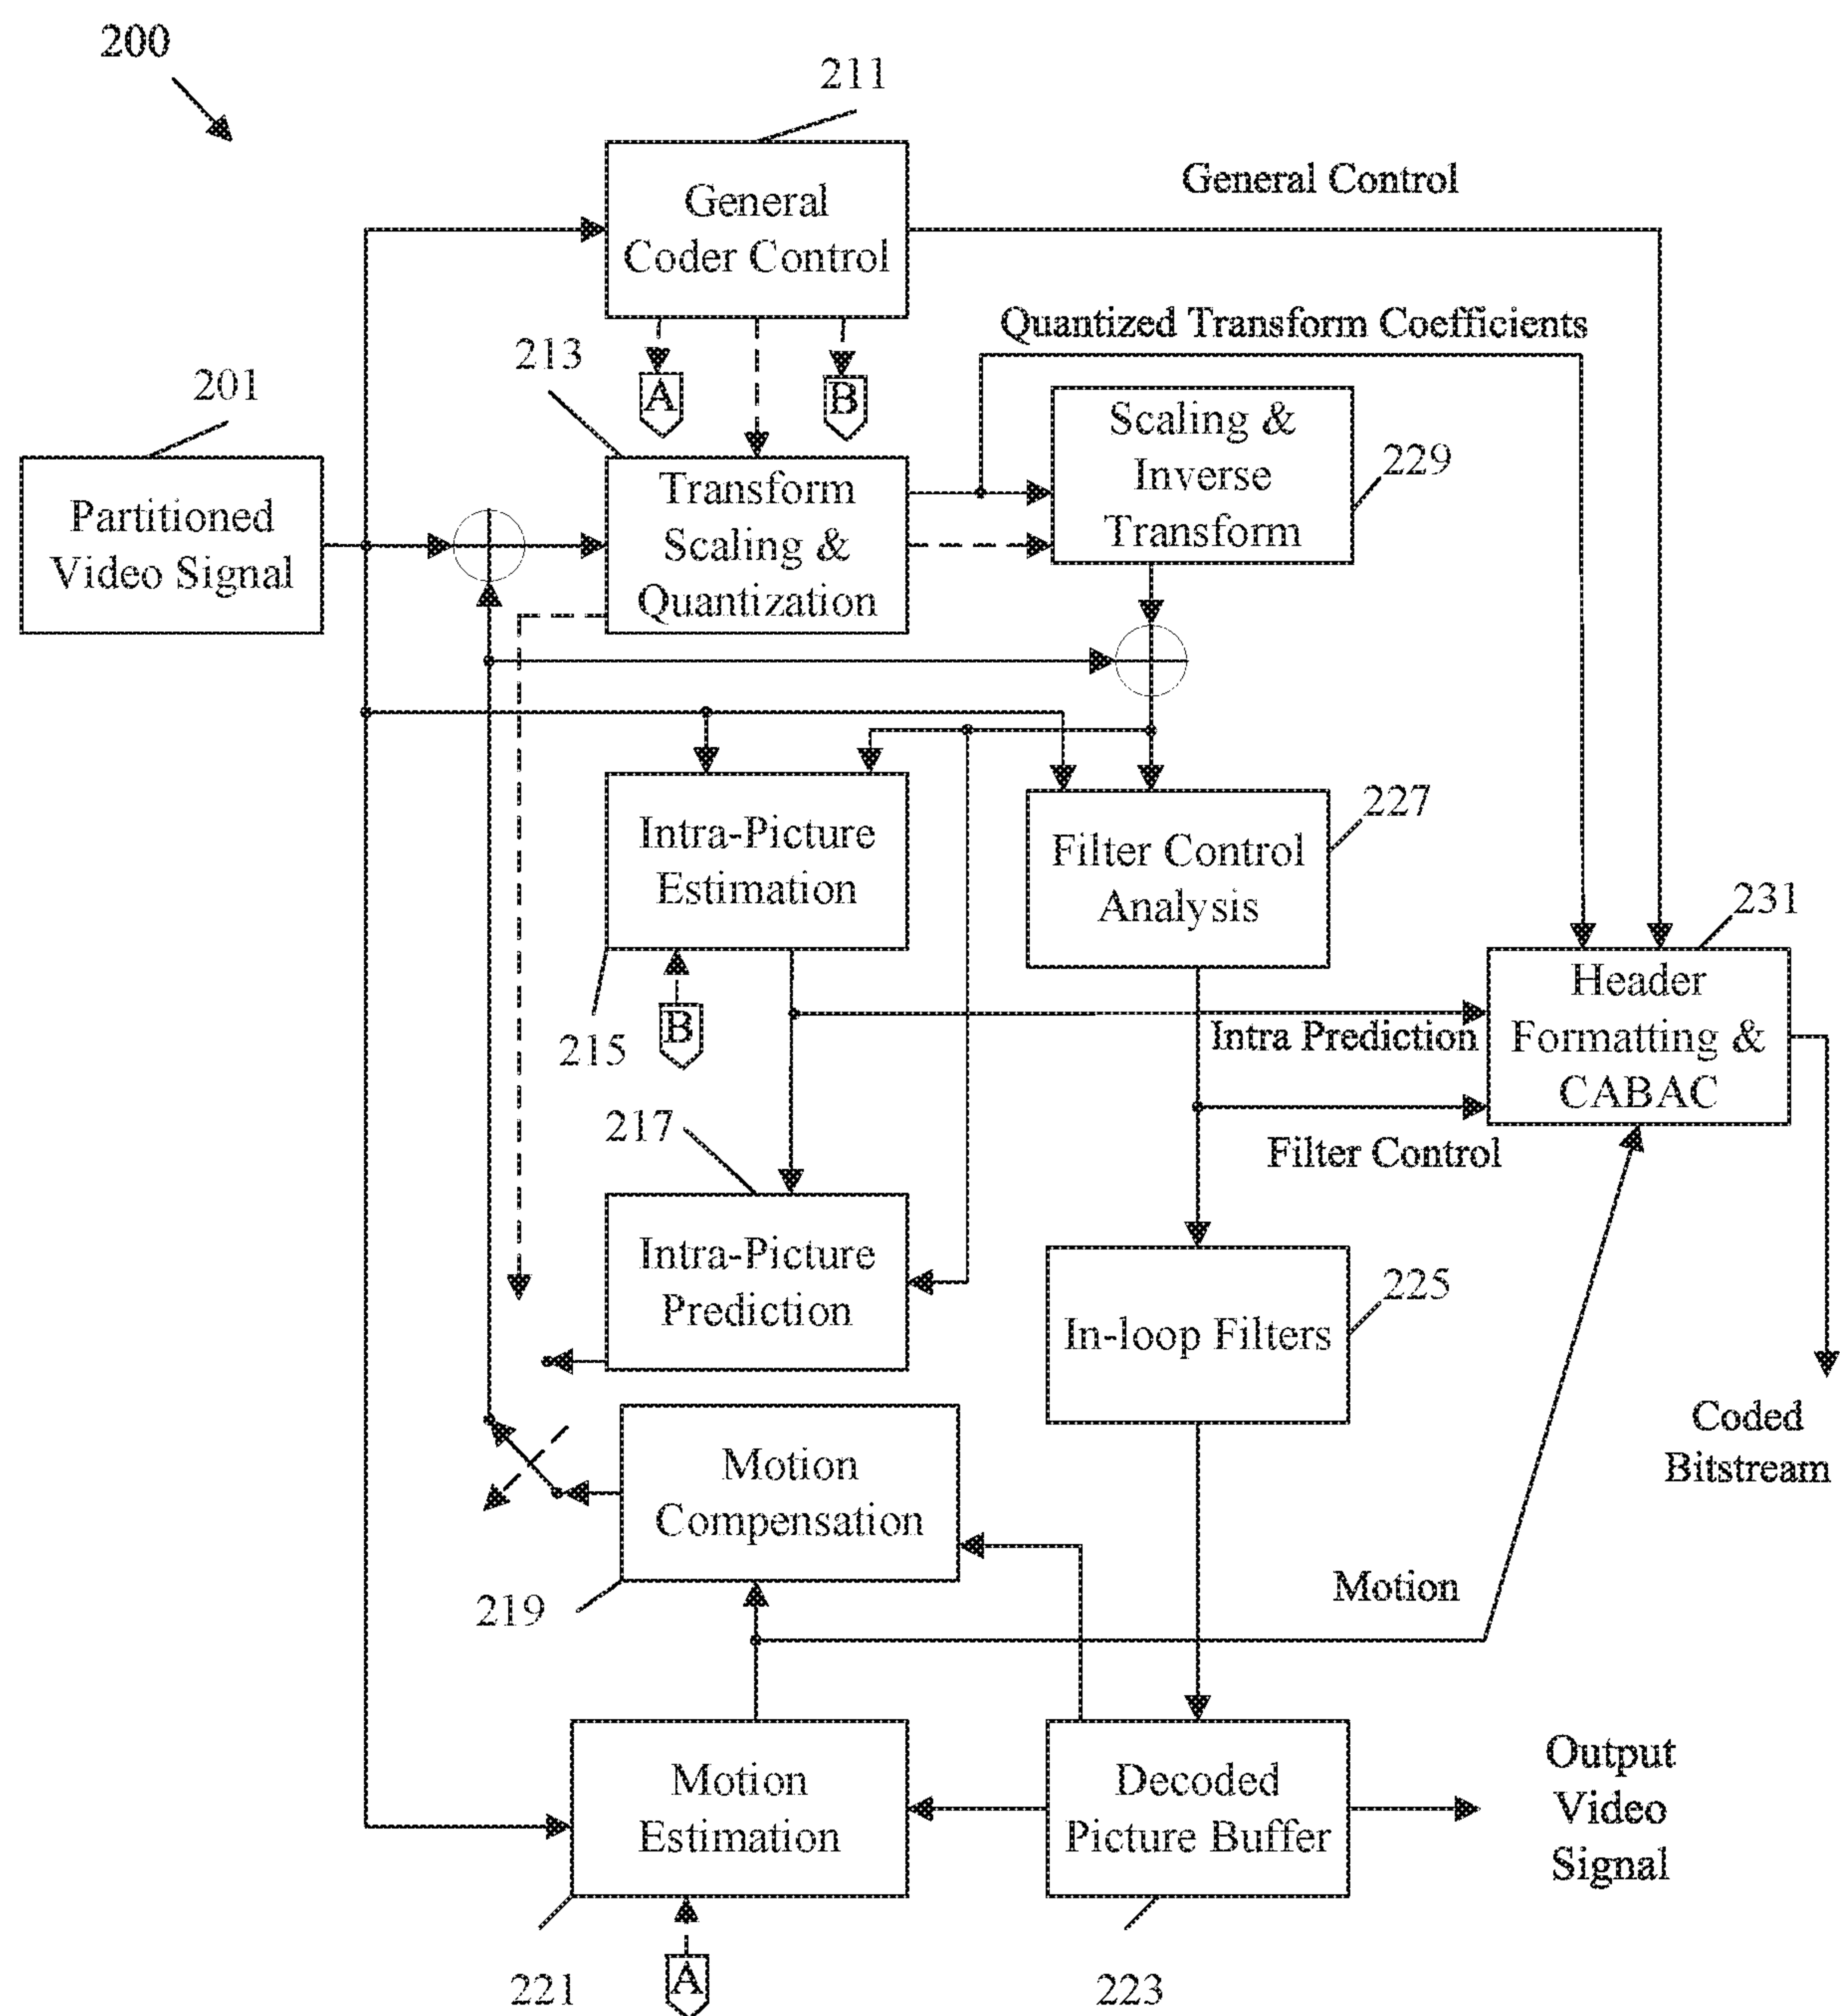 200
211
General
Coder Control
General Control
Quantized Transform Coefficients
213
A
B
201
Partitioned
Video Signal
Transform
Scaling &
Quantization
Scaling &
Inverse
Transform
229
Intra-Picture
Estimation
227
Filter Control
Analysis
231
Header
Formatting &
CABAC
215
B
Intra Prediction
217
Filter Control
Intra-Picture
Prediction
225
In-loop Filters
Coded
Bitstream
Motion
Compensation
219
Motion
Motion
Estimation
Decoded
Picture Buffer
Output
Video
Signal
221
A
223